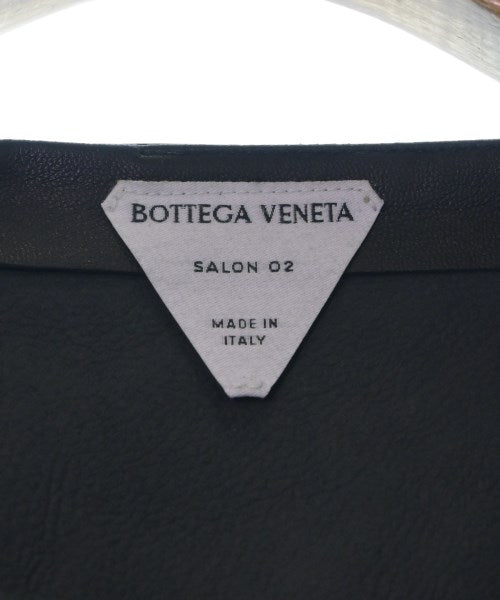 BOTTEGA VENETA
SALON 02
MADE IN
ITALY